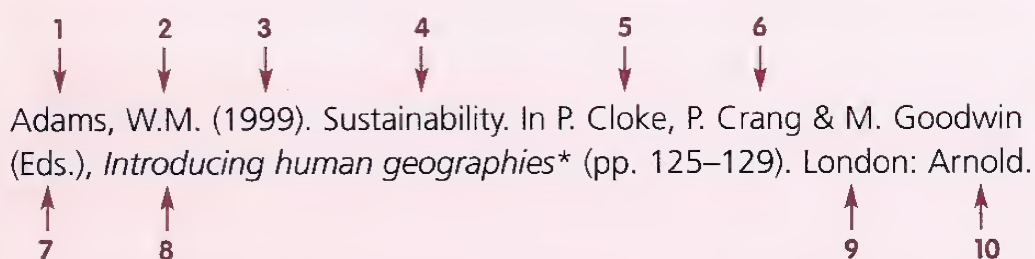 1 2 3 4 5 6
Adams, W.M. (1999). Sustainability. In P. Cloke, P. Crang & M. Goodwin
(Eds.), Introducing human geographies* (pp. 125–129). London: Arnold.
7 8 9 10